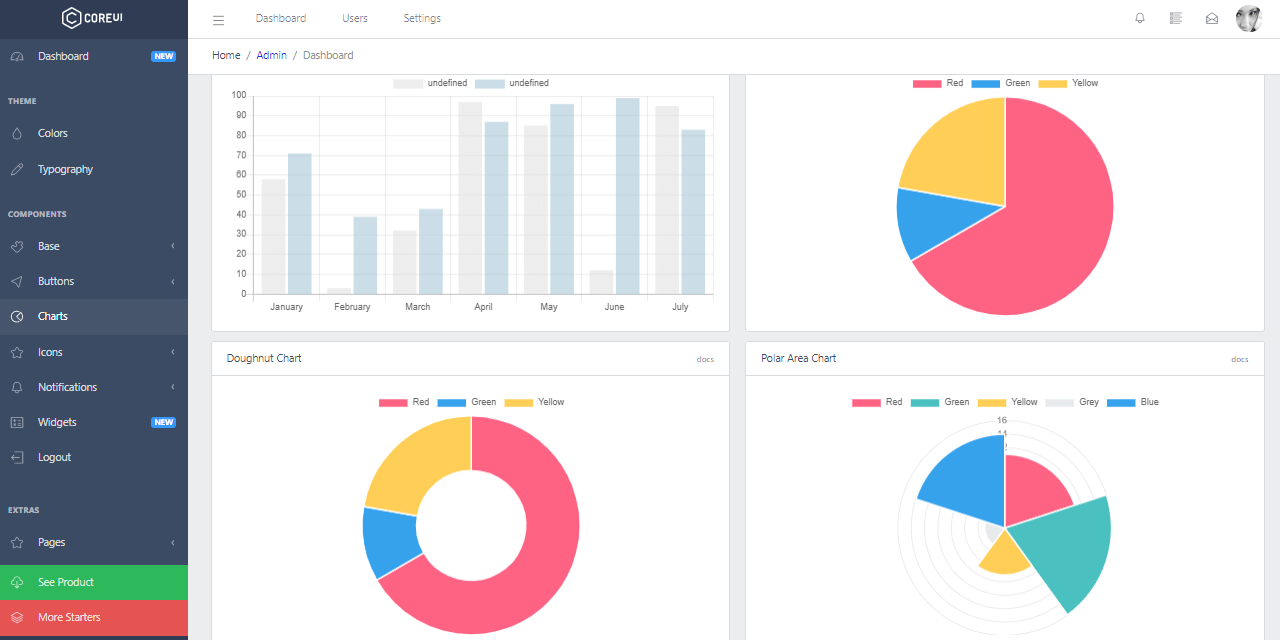 COREUI
Dashboard NEW
THEME
Colors
Typography
COMPONENTS
Base
Buttons
Charts
Icons
Notifications
Widgets NEW
Logout
EXTRAS
Pages
See Product
More Starters
Dashboard Users Settings
Home / Admin / Dashboard
undefined undefined
100
90
80
70
60
50
40
30
20
10
0
January February March April May June July
Red Green Yellow
Doughnut Chart docs
Red Green Yellow
Polar Area Chart docs
Red Green Yellow Grey Blue
16
14